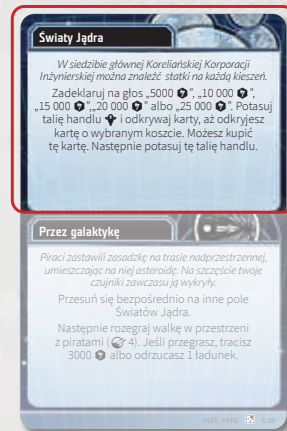 Światy Jądra
W siedzibie głównej Koreliańskiej Korporacji
Inżynierskiej można znaleźć statki na każdą kieszeń.
Zadeklaruj na głos „5000 ", „10 000 ",
„15 000 ",„20 000 " albo „25 000 ". Potasuj
talię handlu i odkrywaj karty, aż odkryjesz
kartę o wybranym koszcie. Możesz kupić
tę kartę. Następnie potasuj tę talię handlu.
Przez galaktykę
Piraci zastawili zasadzkę na trasie nadprzestrzennej,
umieszczając na niej asteroidę. Na szczęście twoje
czujniki zawczasu ją wykryły.
Przesuń się bezpośrednio na inne pole
Światów Jądra.
Następnie rozegraj walkę w przestrzeni
z piratami ( 4). Jeśli przegrasz, tracisz
3000 albo odrzucasz 1 ładunek.